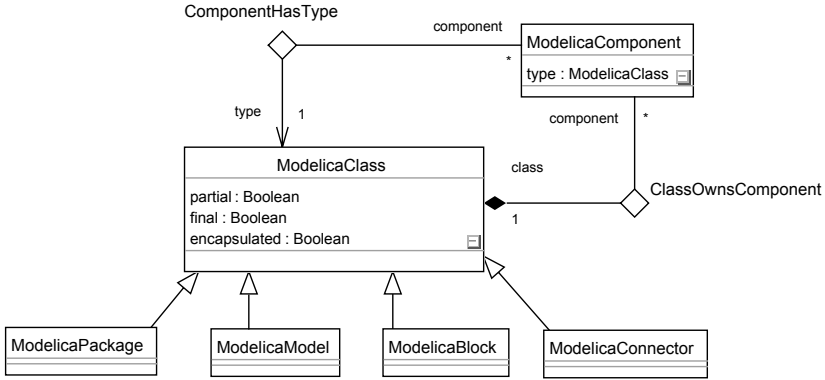 ComponentHasType
component
*
ModelicaComponent
type : ModelicaClass
type
1
component
*
ModelicaClass
class
partial : Boolean
final : Boolean
encapsulated : Boolean
1
ClassOwnsComponent
ModelicaPackage
ModelicaModel
ModelicaBlock
ModelicaConnector